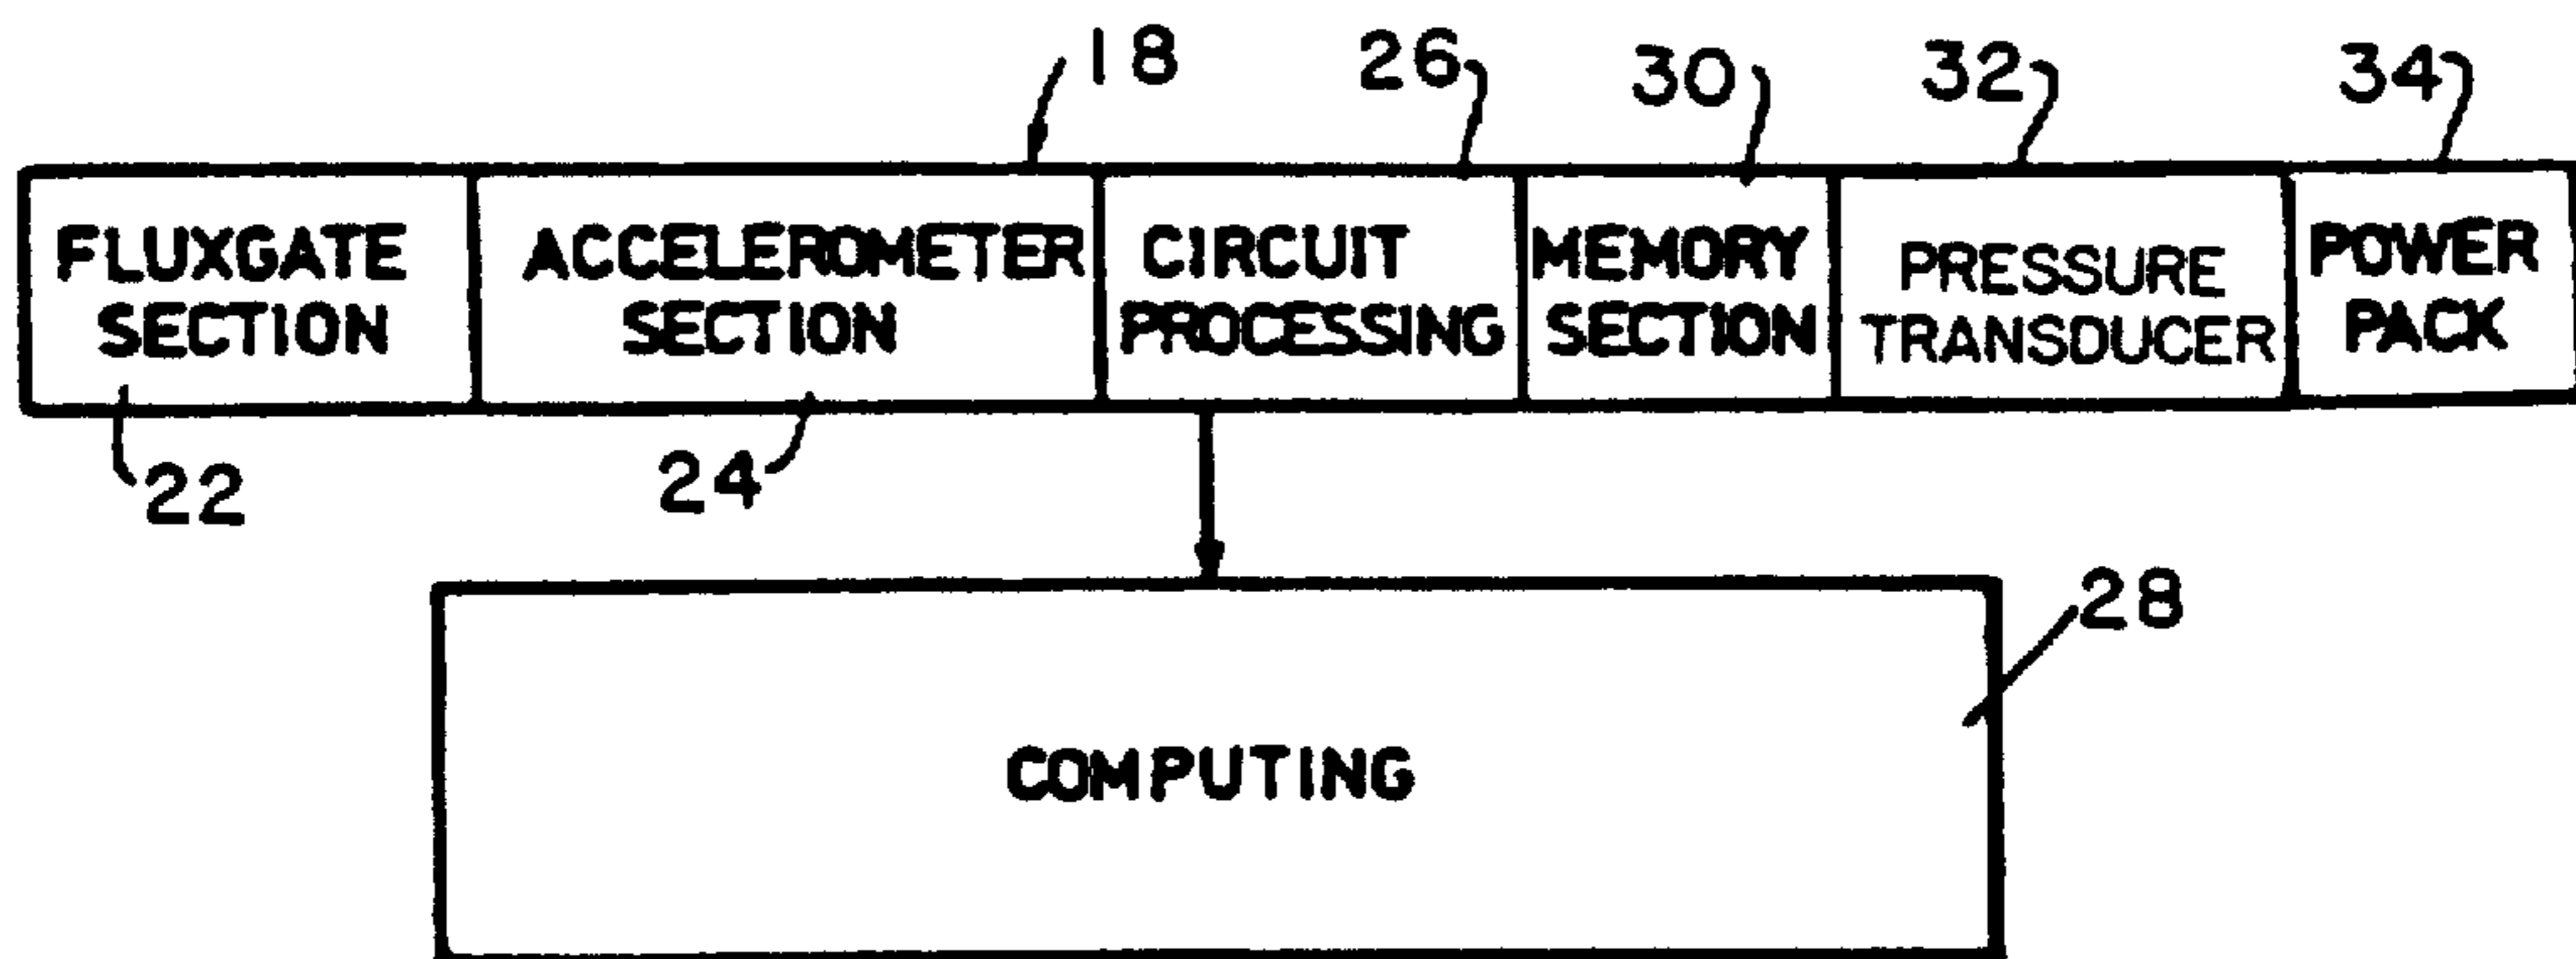 18 26 30 32 34
FLUXGATE SECTION
ACCELEROMETER SECTION
CIRCUIT PROCESSING
MEMORY SECTION
PRESSURE TRANSDUCER
POWER PACK
22 24
28
COMPUTING